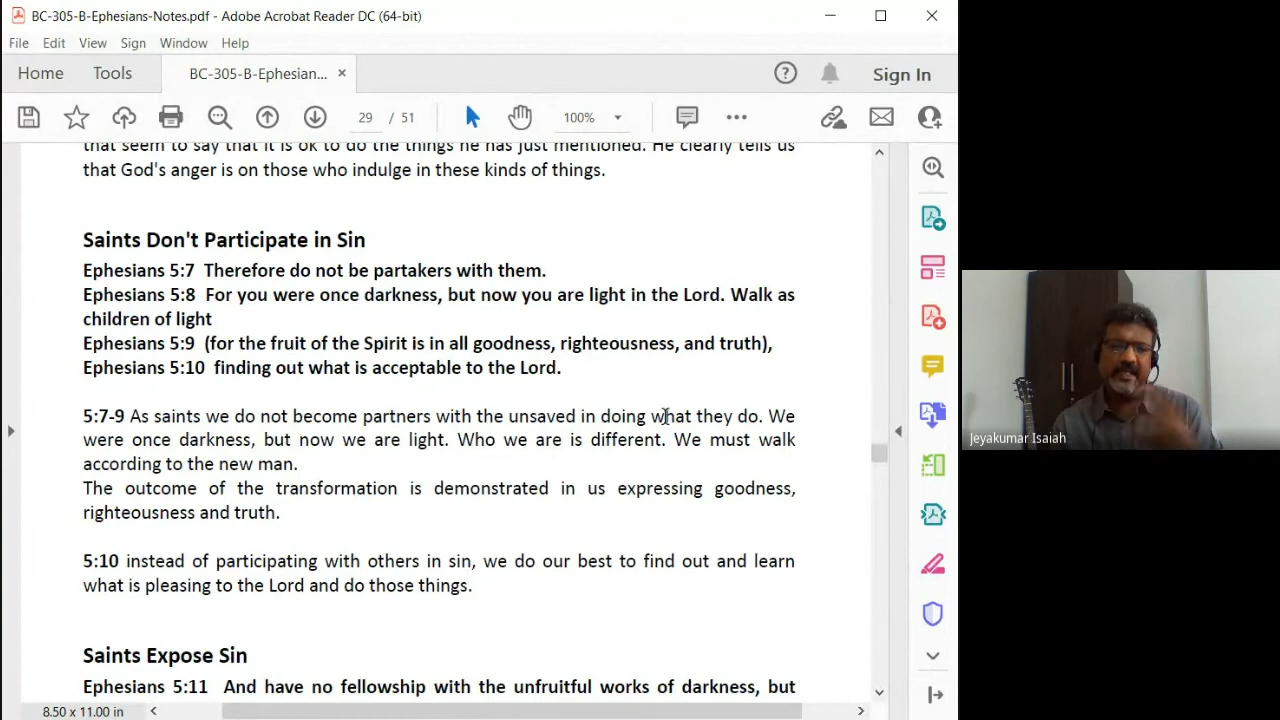 BC-305-B-Ephesians-Notes.pdf - Adobe Acrobat Reader DC (64-bit)
File Edit View Sign Window Help
Home Tools BC-305-B-Ephesian... × Sign In
29 / 51 100%
that seem to say that it is ok to do the things he has just mentioned. He clearly tells us
that God's anger is on those who indulge in these kinds of things.
Saints Don't Participate in Sin
Ephesians 5:7 Therefore do not be partakers with them.
Ephesians 5:8 For you were once darkness, but now you are light in the Lord. Walk as
children of light
Ephesians 5:9 (for the fruit of the Spirit is in all goodness, righteousness, and truth),
Ephesians 5:10 finding out what is acceptable to the Lord.
5:7-9 As saints we do not become partners with the unsaved in doing what they do. We
were once darkness, but now we are light. Who we are is different. We must walk
according to the new man.
The outcome of the transformation is demonstrated in us expressing goodness,
righteousness and truth.
5:10 instead of participating with others in sin, we do our best to find out and learn
what is pleasing to the Lord and do those things.
Saints Expose Sin
Ephesians 5:11 And have no fellowship with the unfruitful works of darkness, but
8.50 x 11.00 in
Jeyakumar Isaiah